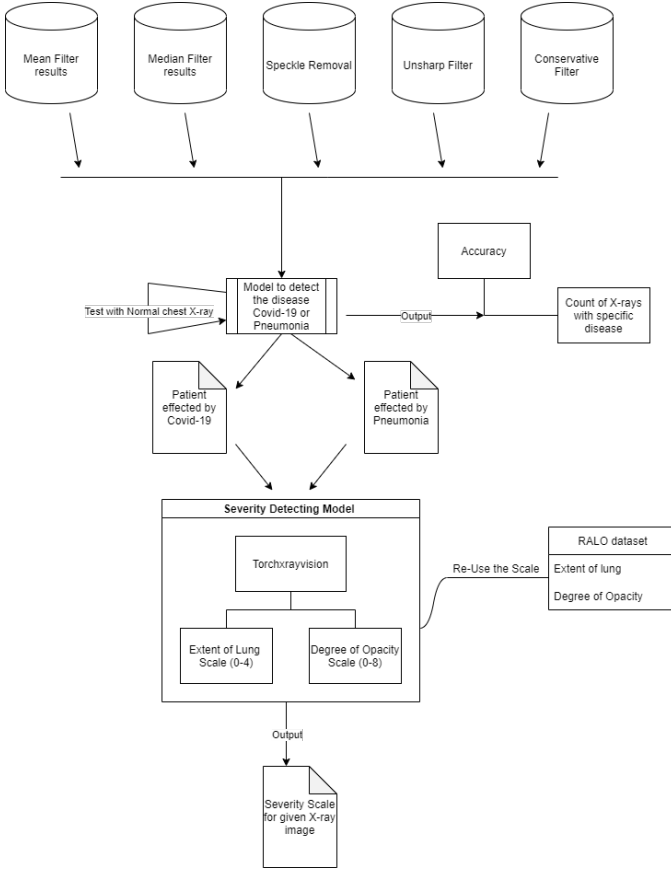 Mean Filter
results
Median Filter
results
Speckle Removal
Unsharp Filter
Conservative
Filter
Accuracy
Model to detect
the disease
Covid-19 or
Pneumonia
Test with Normal chest X-ray
Output
Count of X-rays
with specific
disease
Patient
effected by
Covid-19
Patient
effected by
Pneumonia
Severity Detecting Model
Torchxrayvision
Extent of Lung
Scale (0-4)
Degree of Opacity
Scale (0-8)
Re-Use the Scale
RALO dataset
Extent of lung
Degree of Opacity
Output
Severity Scale
for given X-ray
image